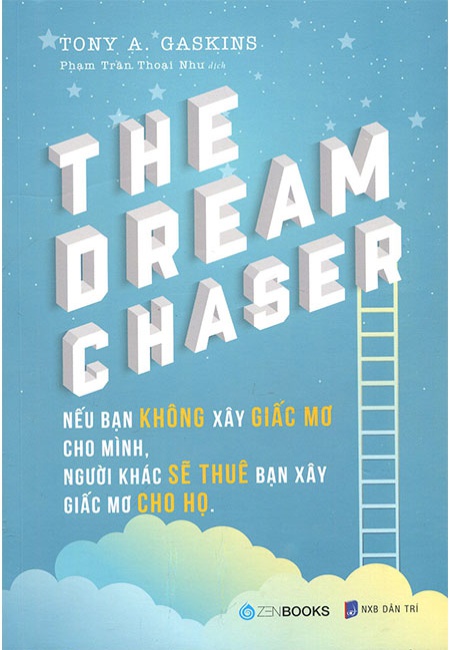 TONY A. GASKINS
Phạm Trần Thoại Như dịch
THE
DREAM
CHASER
NẾU BẠN KHÔNG XÂY GIẤC MƠ
CHO MÌNH,
NGƯỜI KHÁC SẼ THUÊ BẠN XÂY
GIẤC MƠ CHO HỌ.
ZENBOOKS NXB DÂN TRÍ